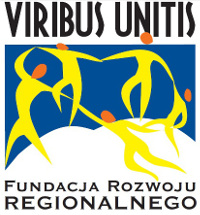 VIRIBUS UNITIS
FUNDACJA ROZWOJU
REGIONALNEGO